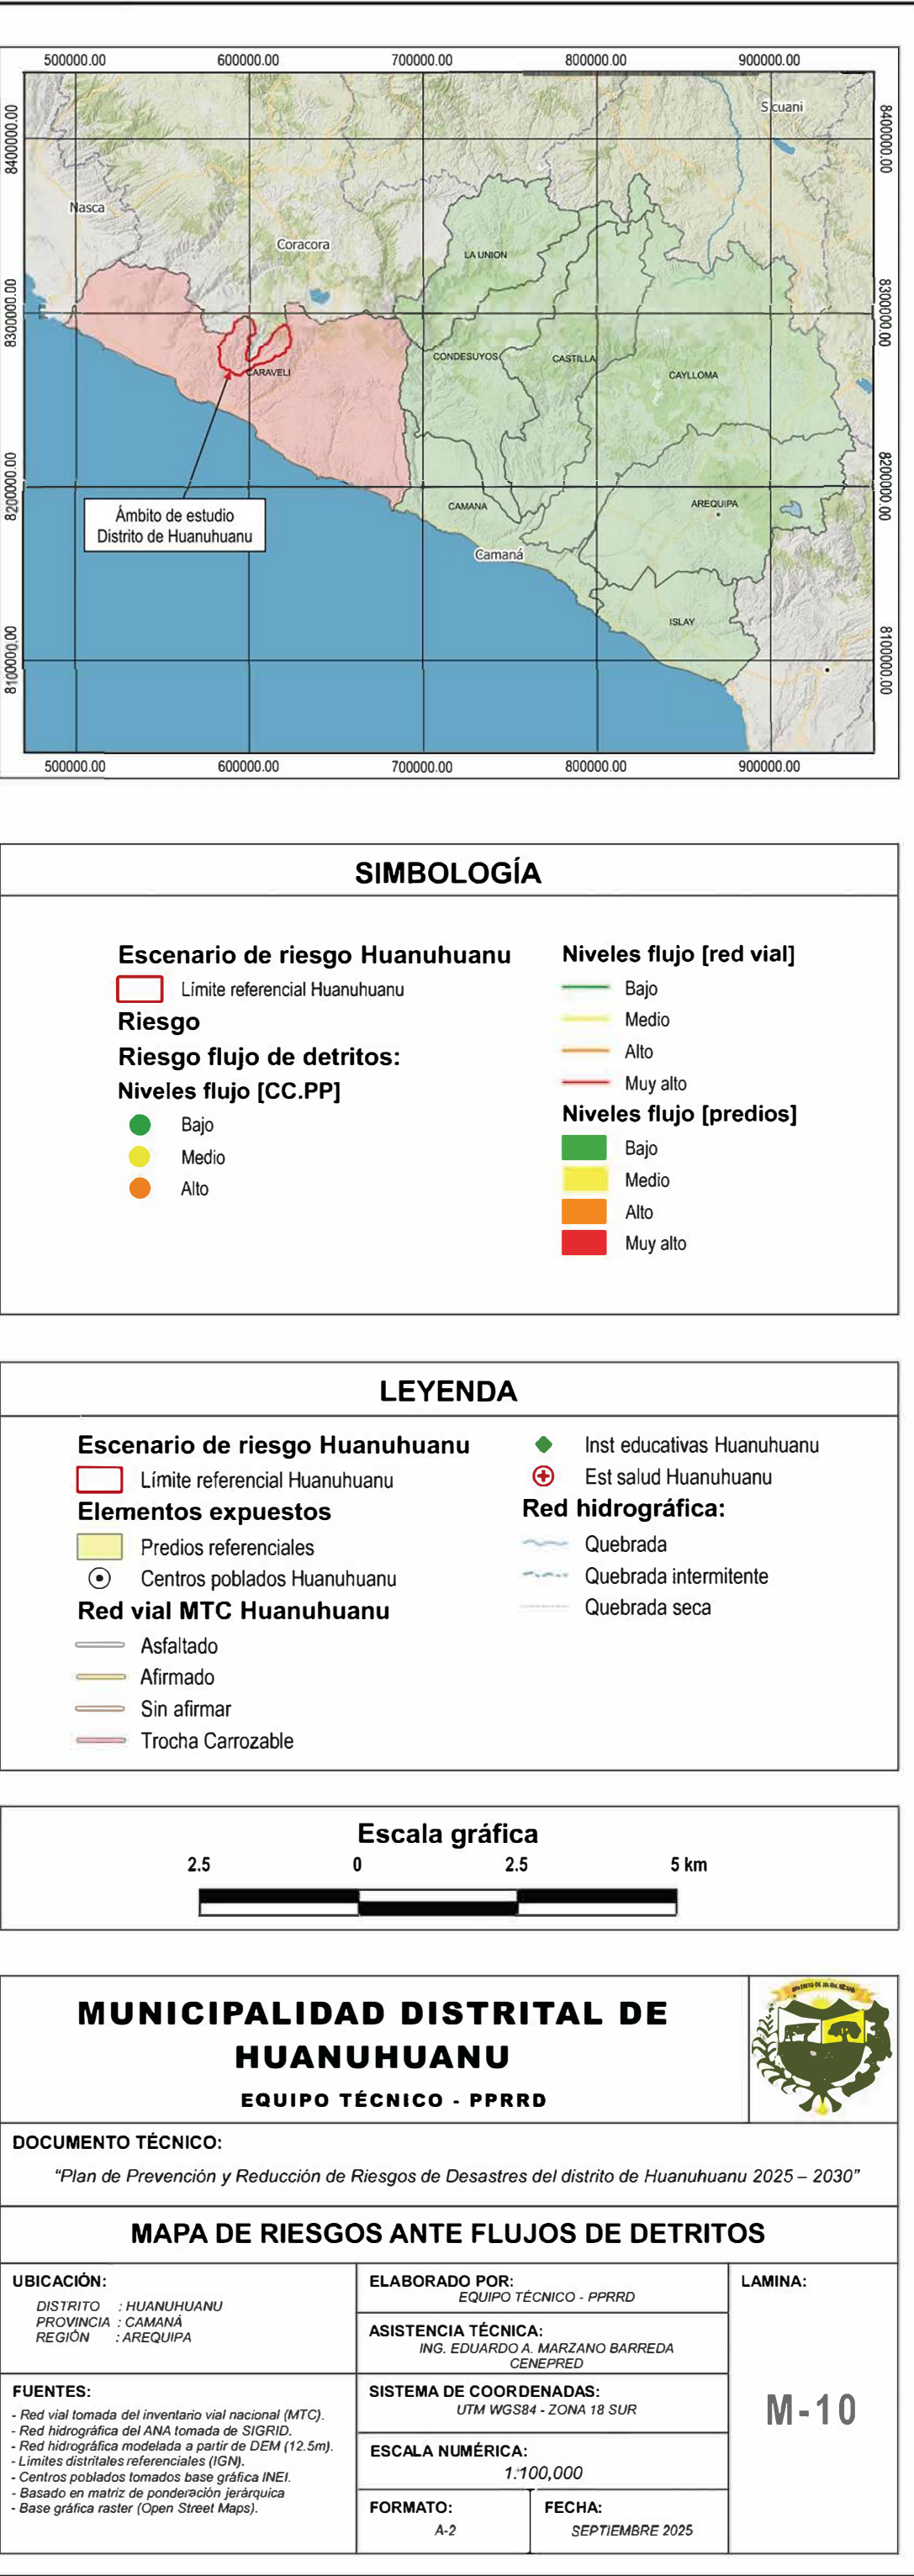 500000.00 600000.00 700000.00 800000.00 900000.00
8400000.00
8400000.00
Sicuani
Nasca
Coracora
LA UNION
8300000.00
8300000.00
CONDESUYOS
CASTILLA
CARAVELI
CAYLLOMA
8200000.00
8200000.00
CAMANA
AREQUIPA
Ámbito de estudio
Distrito de Huanuhuanu
Camaná
ISLAY
8100000.00
8100000.00
500000.00 600000.00 700000.00 800000.00 900000.00
SIMBOLOGÍA
Escenario de riesgo Huanuhuanu
Límite referencial Huanuhuanu
Riesgo
Riesgo flujo de detritos:
Niveles flujo [CC.PP]
Bajo
Medio
Alto
Niveles flujo [red vial]
Bajo
Medio
Alto
Muy alto
Niveles flujo [predios]
Bajo
Medio
Alto
Muy alto
LEYENDA
Escenario de riesgo Huanuhuanu
Límite referencial Huanuhuanu
Elementos expuestos
Predios referenciales
Centros poblados Huanuhuanu
Red vial MTC Huanuhuanu
Asfaltado
Afirmado
Sin afirmar
Trocha Carrozable
Inst educativas Huanuhuanu
Est salud Huanuhuanu
Red hidrográfica:
Quebrada
Quebrada intermitente
Quebrada seca
Escala gráfica
2.5 0 2.5 5 km
MUNICIPALIDAD DISTRITAL DE
HUANUHUANU
EQUIPO TÉCNICO - PPRRD
DOCUMENTO TÉCNICO:
“Plan de Prevención y Reducción de Riesgos de Desastres del distrito de Huanuhuanu 2025 – 2030”
MAPA DE RIESGOS ANTE FLUJOS DE DETRITOS
UBICACIÓN:
DISTRITO : HUANUHUANU
PROVINCIA : CAMANÁ
REGIÓN : AREQUIPA
FUENTES:
- Red vial tomada del inventario vial nacional (MTC).
- Red hidrográfica del ANA tomada de SIGRID.
- Red hidrográfica modelada a partir de DEM (12.5m).
- Limites distritales referenciales (IGN).
- Centros poblados tomados base gráfica INEI.
- Basado en matriz de ponderación jerárquica
- Base gráfica raster (Open Street Maps).
ELABORADO POR:
EQUIPO TÉCNICO - PPRRD
ASISTENCIA TÉCNICA:
ING. EDUARDO A. MARZANO BARREDA
CENEPRED
SISTEMA DE COORDENADAS:
UTM WGS84 - ZONA 18 SUR
ESCALA NUMÉRICA:
1:100,000
FORMATO:
A-2
FECHA:
SEPTIEMBRE 2025
LAMINA:
M-10